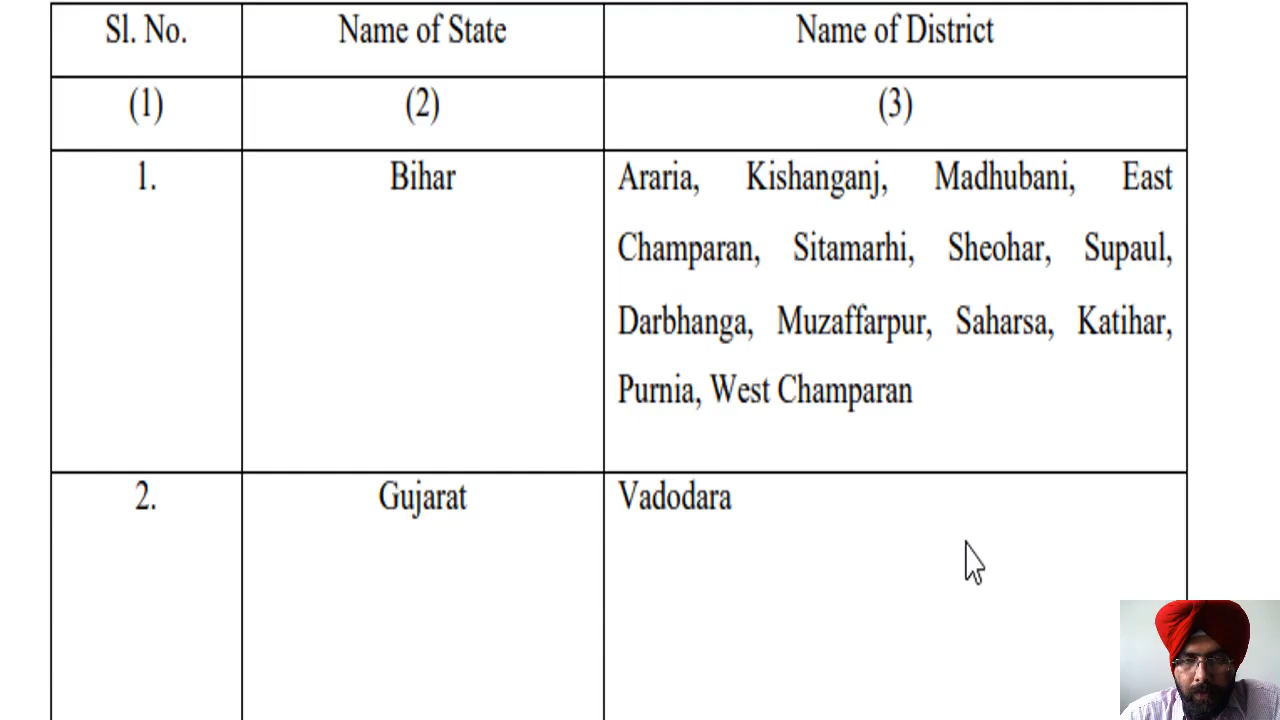 Sl. No. Name of State Name of District
(1) (2) (3)
1. Bihar Araria, Kishanganj, Madhubani, East
Champaran, Sitamarhi, Sheohar, Supaul,
Darbhanga, Muzaffarpur, Saharsa, Katihar,
Purnia, West Champaran
2. Gujarat Vadodara